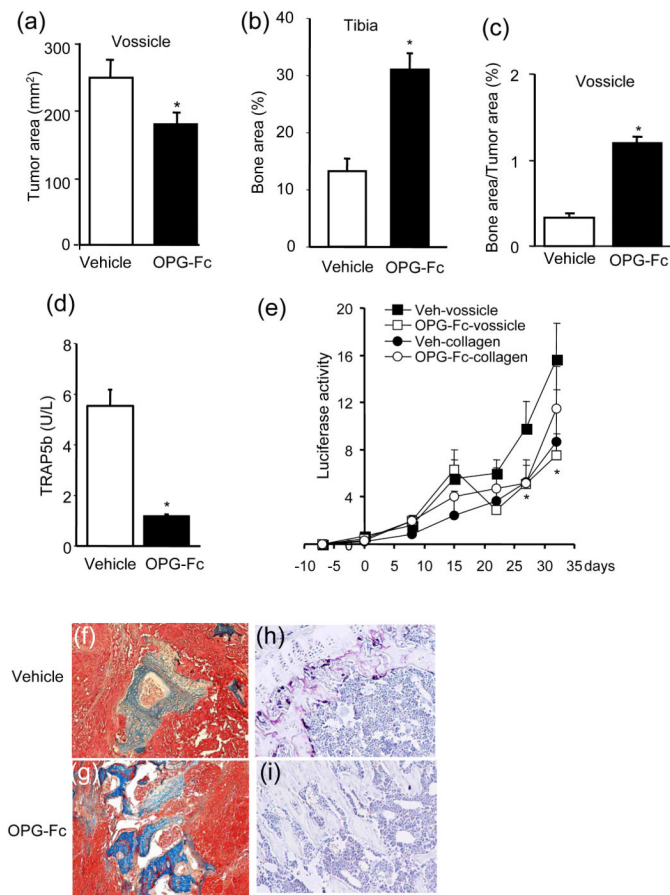 (a)
Vossicle
Tumor area (mm²)
300
200
100
0
*
Vehicle OPG-Fc
(b)
Tibia
Bone area (%)
40
30
20
10
0
*
Vehicle OPG-Fc
(c)
Vossicle
Bone area/Tumor area (%)
2
1
0
*
Vehicle OPG-Fc
(d)
TRAP5b (U/L)
8
6
4
2
0
*
Vehicle OPG-Fc
(e)
Luciferase activity
20
16
12
8
4
0
Veh-vossicle
OPG-Fc-vossicle
Veh-collagen
OPG-Fc-collagen
*
*
-10 -5 0 5 10 15 20 25 30 35 days
Vehicle
(f)
(h)
OPG-Fc
(g)
(i)